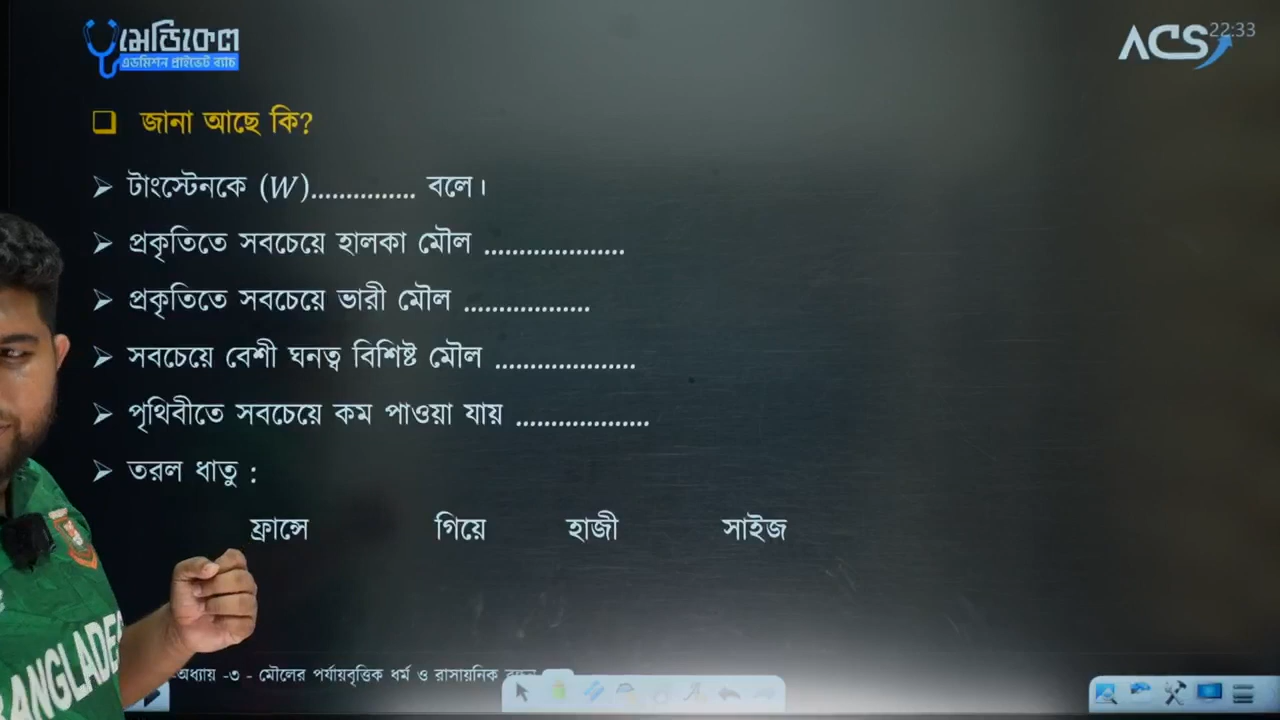 মেডিকেল
এডমিশন প্রাইভেট ব্যাচ
ACS
22:33
জানা আছে কি?
➤ টাংস্টেনকে (W).............. বলে।
➤ প্রকৃতিতে সবচেয়ে হালকা মৌল ....................
➤ প্রকৃতিতে সবচেয়ে ভারী মৌল ..................
➤ সবচেয়ে বেশী ঘনত্ব বিশিষ্ট মৌল ....................
➤ পৃথিবীতে সবচেয়ে কম পাওয়া যায় ...................
➤ তরল ধাতু :
ফ্রান্সে গিয়ে হাজী সাইজ
অধ্যায় -৩ - মৌলের পর্যায়বৃত্তিক ধর্ম ও রাসায়নিক
BANGLADE